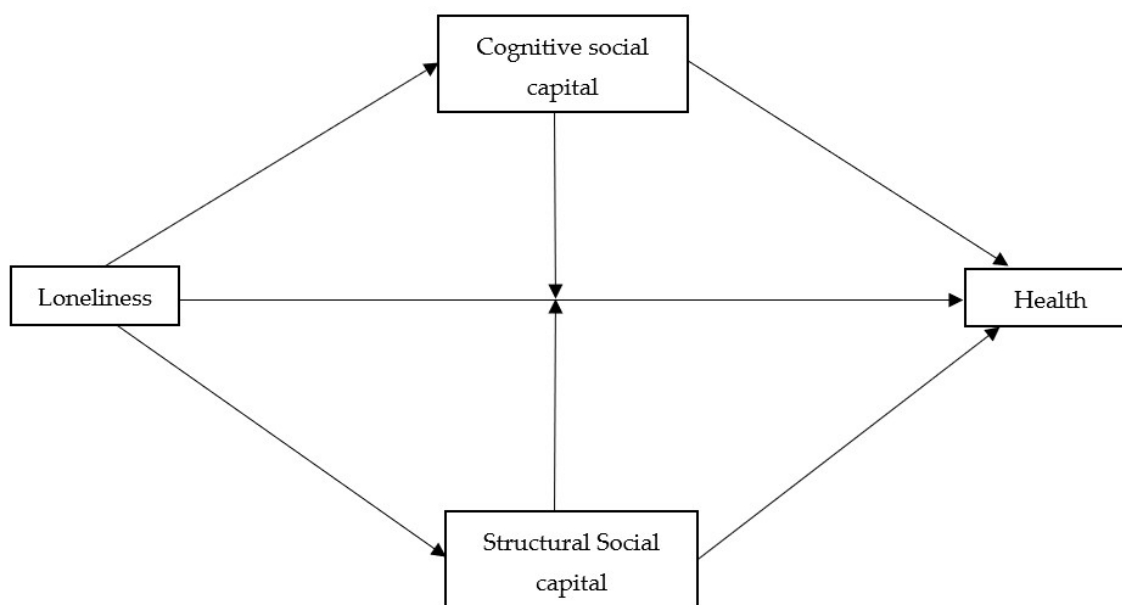 Cognitive social
capital
Loneliness
Health
Structural Social
capital